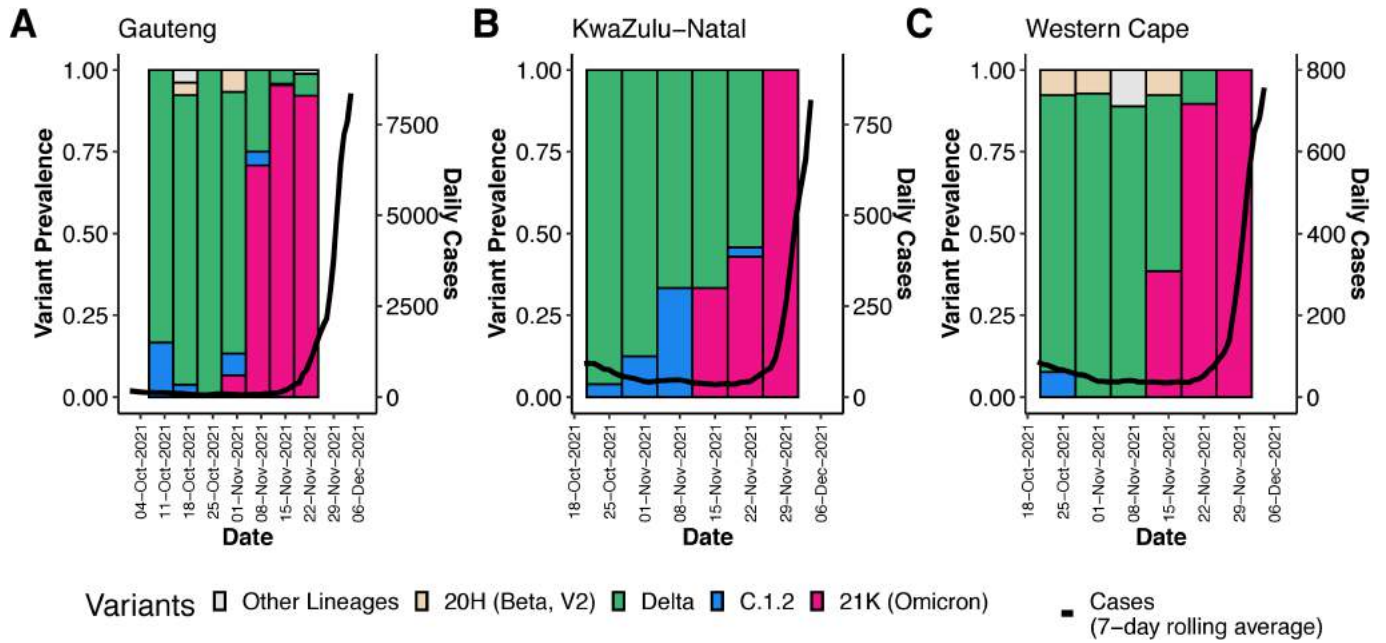 A
Gauteng
Variant Prevalence
1.00
0.75
0.50
0.25
0.00
7500
5000
2500
0
Daily Cases
04−Oct−2021
11−Oct−2021
18−Oct−2021
25−Oct−2021
01−Nov−2021
08−Nov−2021
15−Nov−2021
22−Nov−2021
29−Nov−2021
06−Dec−2021
Date
B
KwaZulu−Natal
Variant Prevalence
1.00
0.75
0.50
0.25
0.00
750
500
250
0
Daily Cases
18−Oct−2021
25−Oct−2021
01−Nov−2021
08−Nov−2021
15−Nov−2021
22−Nov−2021
29−Nov−2021
06−Dec−2021
Date
C
Western Cape
Variant Prevalence
1.00
0.75
0.50
0.25
0.00
800
600
400
200
0
Daily Cases
18−Oct−2021
25−Oct−2021
01−Nov−2021
08−Nov−2021
15−Nov−2021
22−Nov−2021
29−Nov−2021
06−Dec−2021
Date
Variants Other Lineages 20H (Beta, V2) Delta C.1.2 21K (Omicron)
Cases
(7−day rolling average)